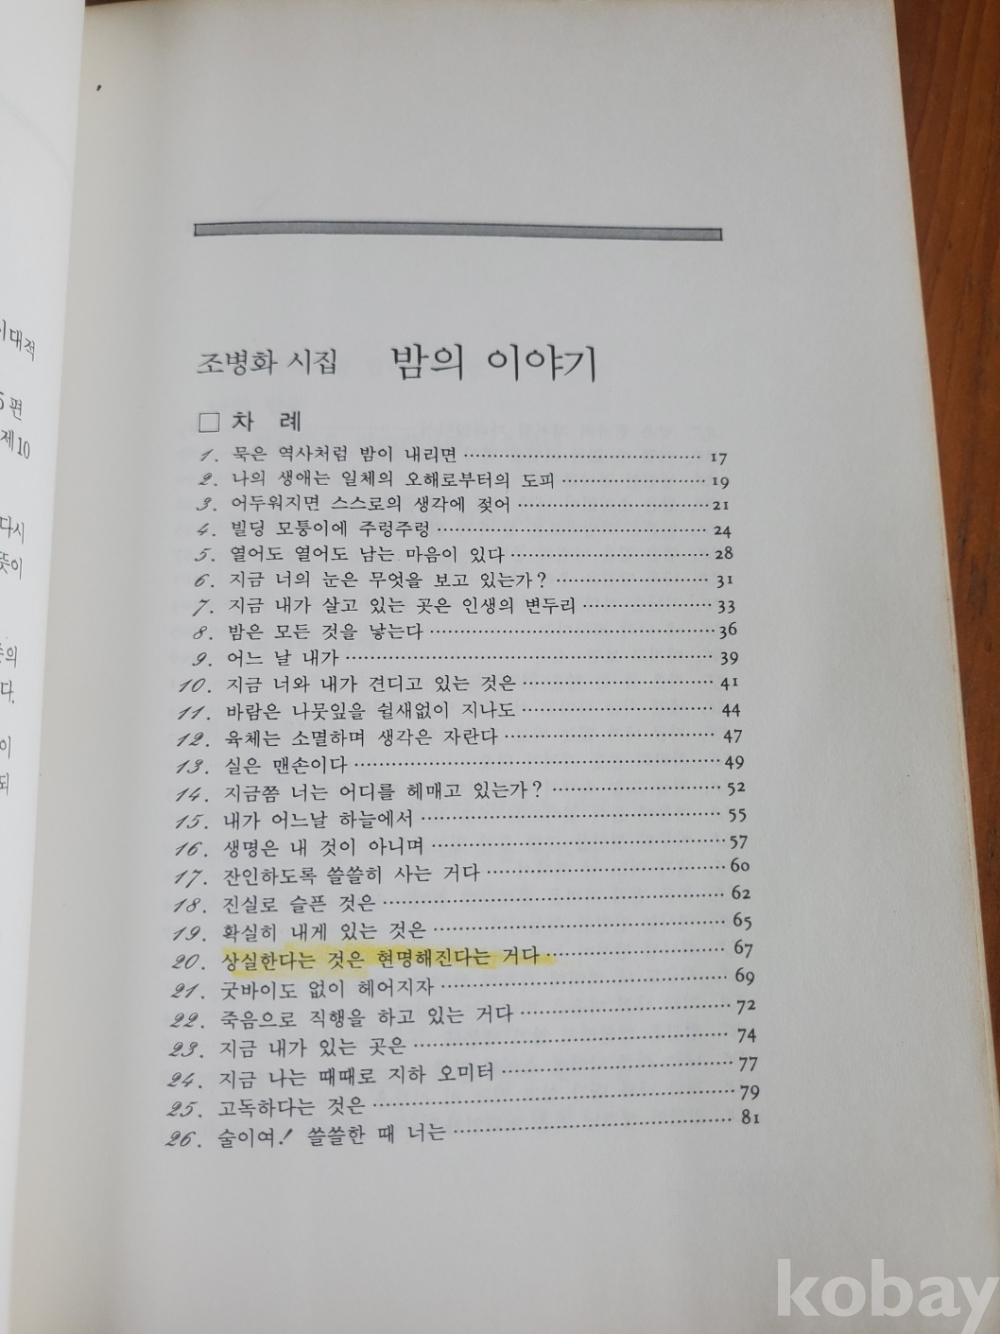 시대적
편
제10
다시
뜻이
의
다.
이
되
조병화 시집 밤의 이야기
□ 차 례
1. 묵은 역사처럼 밤이 내리면 ········ 17
2. 나의 생애는 일체의 오해로부터의 도피 ········ 19
3. 어두워지면 스스로의 생각에 젖어 ········ 21
4. 빌딩 모퉁이에 주렁주렁 ········ 24
5. 열어도 열어도 남는 마음이 있다 ········ 28
6. 지금 너의 눈은 무엇을 보고 있는가? ········ 31
7. 지금 내가 살고 있는 곳은 인생의 변두리 ········ 33
8. 밤은 모든 것을 낳는다 ········ 36
9. 어느 날 내가 ········ 39
10. 지금 너와 내가 견디고 있는 것은 ········ 41
11. 바람은 나뭇잎을 쉴새없이 지나도 ········ 44
12. 육체는 소멸하며 생각은 자란다 ········ 47
13. 실은 맨손이다 ········ 49
14. 지금쯤 너는 어디를 헤매고 있는가? ········ 52
15. 내가 어느날 하늘에서 ········ 55
16. 생명은 내 것이 아니며 ········ 57
17. 잔인하도록 쓸쓸히 사는 거다 ········ 60
18. 진실로 슬픈 것은 ········ 62
19. 확실히 내게 있는 것은 ········ 65
20. 상실한다는 것은 현명해진다는 거다 ········ 67
21. 굿바이도 없이 헤어지자 ········ 69
22. 죽음으로 직행을 하고 있는 거다 ········ 72
23. 지금 내가 있는 곳은 ········ 74
24. 지금 나는 때때로 지하 오미터 ········ 77
25. 고독하다는 것은 ········ 79
26. 술이여! 쓸쓸한 때 너는 ········ 81
kobay